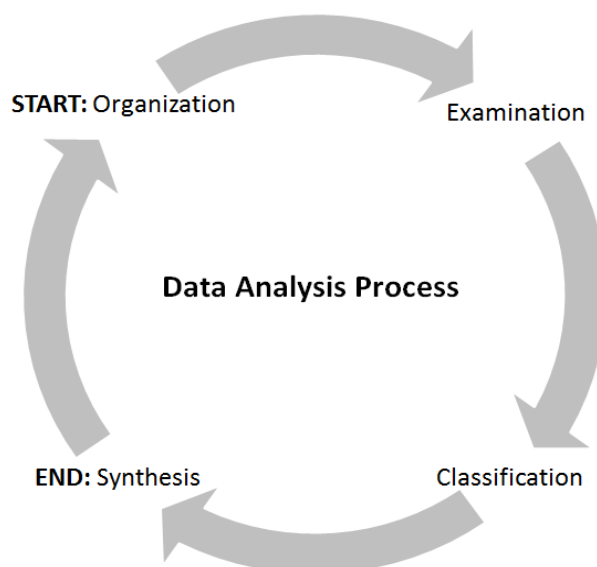 START: Organization
Examination
Data Analysis Process
END: Synthesis
Classification